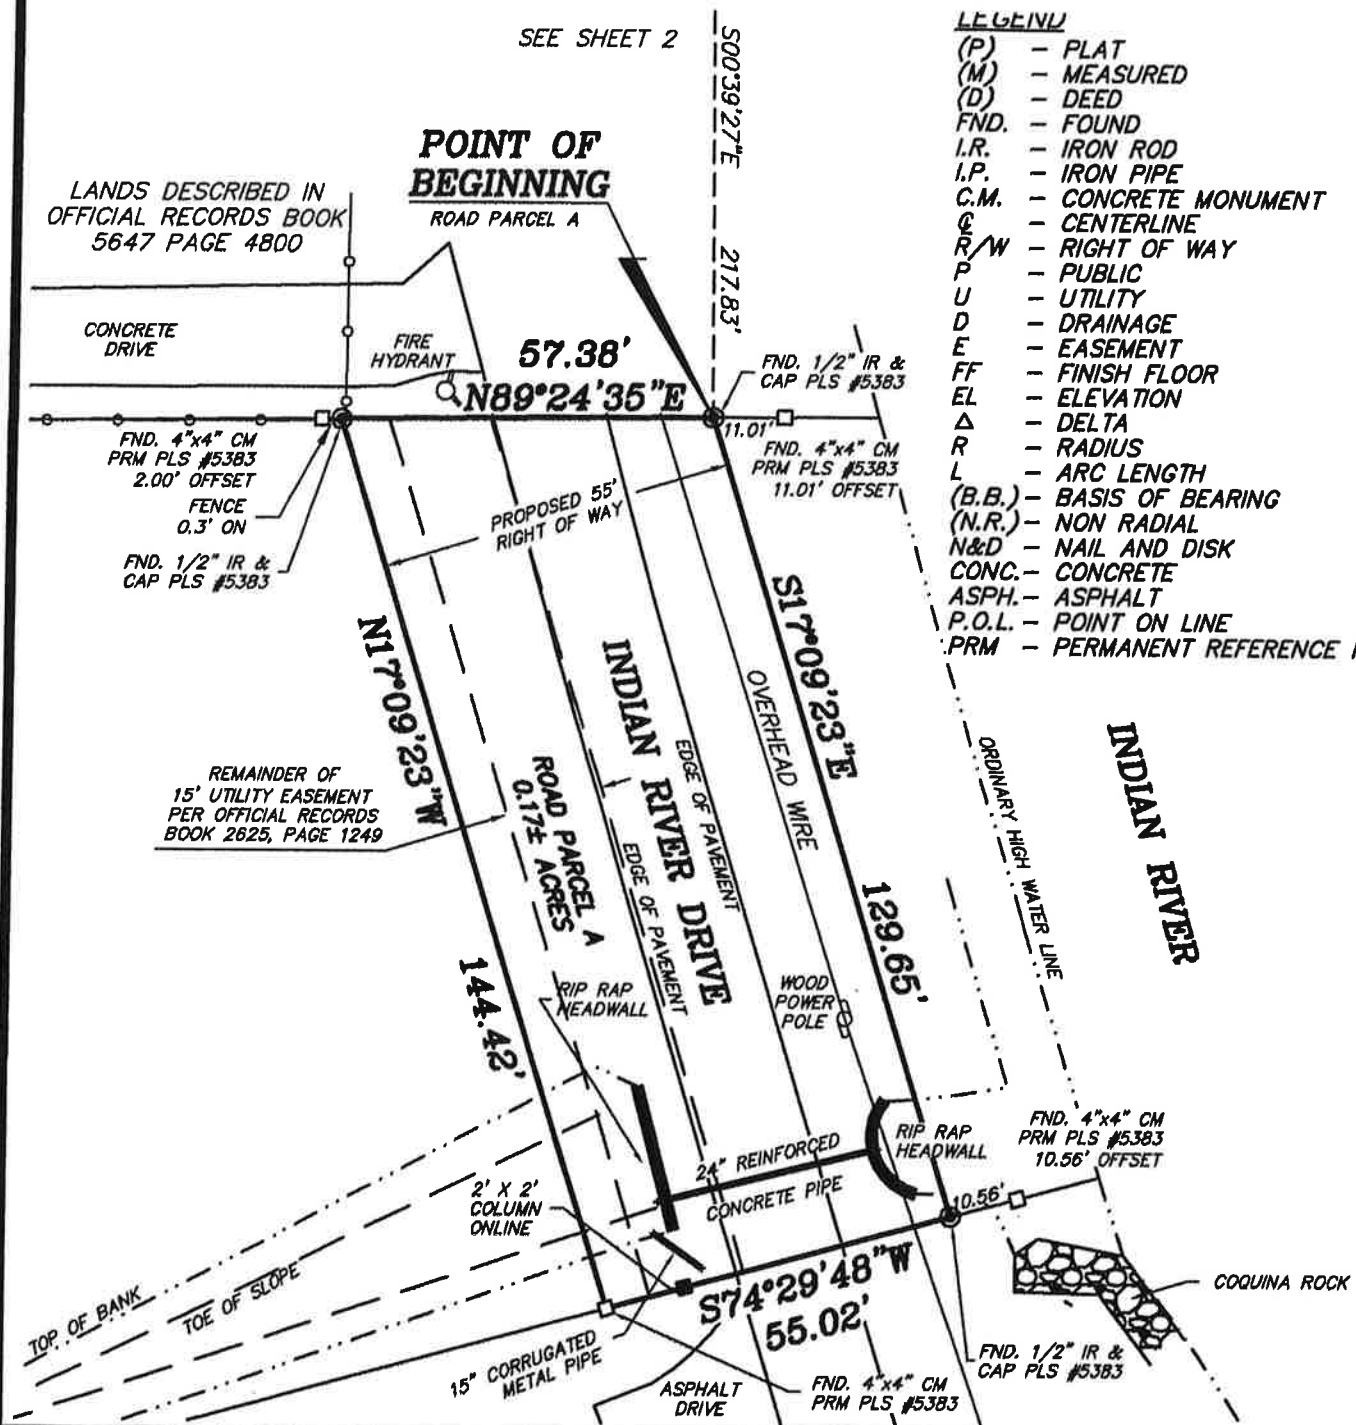 SEE SHEET 2
S00°39'27"E
217.83'
LEGEND
(P) - PLAT
(M) - MEASURED
(D) - DEED
FND. - FOUND
I.R. - IRON ROD
I.P. - IRON PIPE
C.M. - CONCRETE MONUMENT
℄ - CENTERLINE
R/W - RIGHT OF WAY
P - PUBLIC
U - UTILITY
D - DRAINAGE
E - EASEMENT
FF - FINISH FLOOR
EL - ELEVATION
Δ - DELTA
R - RADIUS
L - ARC LENGTH
(B.B.) - BASIS OF BEARING
(N.R.) - NON RADIAL
N&D - NAIL AND DISK
CONC. - CONCRETE
ASPH. - ASPHALT
P.O.L. - POINT ON LINE
PRM - PERMANENT REFERENCE
POINT OF
BEGINNING
ROAD PARCEL A
LANDS DESCRIBED IN
OFFICIAL RECORDS BOOK
5647 PAGE 4800
CONCRETE
DRIVE
FIRE
HYDRANT
57.38'
N89°24'35"E
FND. 1/2" IR &
CAP PLS #5383
11.01'
FND. 4"x4" CM
PRM PLS #5383
11.01' OFFSET
FND. 4"x4" CM
PRM PLS #5383
2.00' OFFSET
FENCE
0.3' ON
FND. 1/2" IR &
CAP PLS #5383
PROPOSED 55'
RIGHT OF WAY
N17°09'23"W
144.42'
S17°09'23"E
129.65'
INDIAN RIVER DRIVE
OVERHEAD WIRE
EDGE OF PAVEMENT
EDGE OF PAVEMENT
ROAD PARCEL A
0.17± ACRES
REMAINDER OF
15' UTILITY EASEMENT
PER OFFICIAL RECORDS
BOOK 2625, PAGE 1249
ORDINARY HIGH WATER LINE
INDIAN RIVER
RIP RAP
HEADWALL
WOOD
POWER
POLE
RIP RAP
HEADWALL
FND. 4"x4" CM
PRM PLS #5383
10.56' OFFSET
10.56'
24" REINFORCED
CONCRETE PIPE
2' X 2'
COLUMN
ONLINE
S74°29'48"W
55.02'
COQUINA ROCK
TOP OF BANK
TOE OF SLOPE
15" CORRUGATED
METAL PIPE
ASPHALT
DRIVE
FND. 4"x4" CM
PRM PLS #5383
FND. 1/2" IR &
CAP PLS #5383